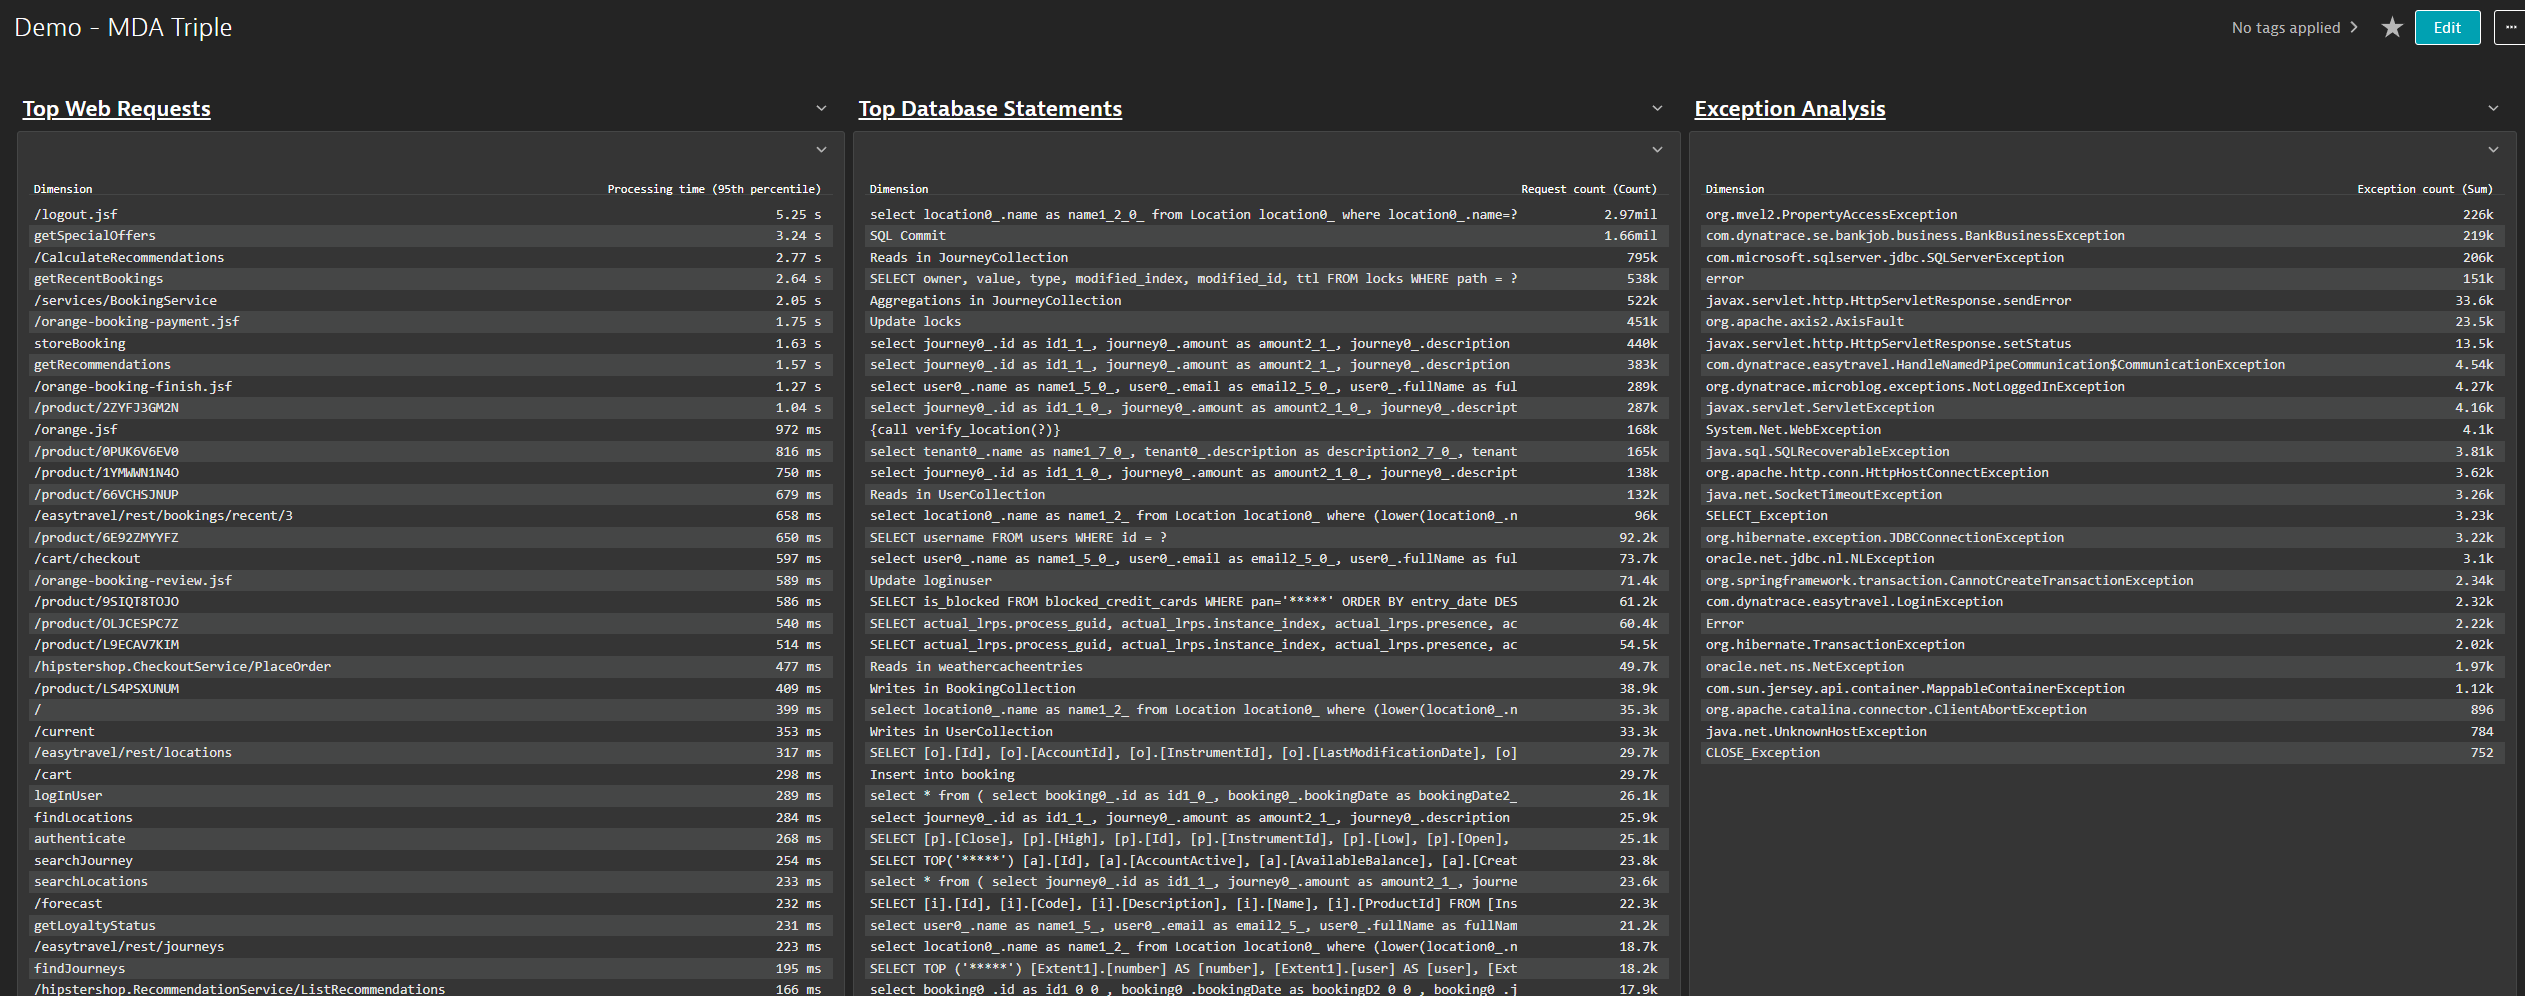 Demo - MDA Triple
No tags applied
Edit
Top Web Requests
Dimension Processing time (95th percentile)
/logout.jsf 5.25 s
getSpecialOffers 3.24 s
/CalculateRecommendations 2.77 s
getRecentBookings 2.64 s
/services/BookingService 2.05 s
/orange-booking-payment.jsf 1.75 s
storeBooking 1.63 s
getRecommendations 1.57 s
/orange-booking-finish.jsf 1.27 s
/product/2ZYFJ3GM2N 1.04 s
/orange.jsf 972 ms
/product/0PUK6V6EV0 816 ms
/product/1YMWWN1N4O 750 ms
/product/66VCHSJNUP 679 ms
/easytravel/rest/bookings/recent/3 658 ms
/product/6E92ZMYYFZ 650 ms
/cart/checkout 597 ms
/orange-booking-review.jsf 589 ms
/product/9SIQT8TOJO 586 ms
/product/OLJCESPC7Z 540 ms
/product/L9ECAV7KIM 514 ms
/hipstershop.CheckoutService/PlaceOrder 477 ms
/product/LS4PSXUNUM 409 ms
/ 399 ms
/current 353 ms
/easytravel/rest/locations 317 ms
/cart 298 ms
logInUser 289 ms
findLocations 284 ms
authenticate 268 ms
searchJourney 254 ms
searchLocations 233 ms
/forecast 232 ms
getLoyaltyStatus 231 ms
/easytravel/rest/journeys 223 ms
findJourneys 195 ms
/hipstershop.RecommendationService/ListRecommendations 166 ms
Top Database Statements
Dimension Request count (Count)
select location0_.name as name1_2_0_ from Location location0_ where location0_.name=? 2.97mil
SQL Commit 1.66mil
Reads in JourneyCollection 795k
SELECT owner, value, type, modified_index, modified_id, ttl FROM locks WHERE path = ? 538k
Aggregations in JourneyCollection 522k
Update locks 451k
select journey0_.id as id1_1_, journey0_.amount as amount2_1_, journey0_.description 440k
select journey0_.id as id1_1_, journey0_.amount as amount2_1_, journey0_.description 383k
select user0_.name as name1_5_0_, user0_.email as email2_5_0_, user0_.fullName as ful 289k
select journey0_.id as id1_1_0_, journey0_.amount as amount2_1_0_, journey0_.descript 287k
{call verify_location(?)} 168k
select tenant0_.name as name1_7_0_, tenant0_.description as description2_7_0_, tenant 165k
select journey0_.id as id1_1_0_, journey0_.amount as amount2_1_0_, journey0_.descript 138k
Reads in UserCollection 132k
select location0_.name as name1_2_ from Location location0_ where (lower(location0_.n 96k
SELECT username FROM users WHERE id = ? 92.2k
select user0_.name as name1_5_0_, user0_.email as email2_5_0_, user0_.fullName as ful 73.7k
Update loginuser 71.4k
SELECT is_blocked FROM blocked_credit_cards WHERE pan='*****' ORDER BY entry_date DES 61.2k
SELECT actual_lrps.process_guid, actual_lrps.instance_index, actual_lrps.presence, ac 60.4k
SELECT actual_lrps.process_guid, actual_lrps.instance_index, actual_lrps.presence, ac 54.5k
Reads in weathercacheentries 49.7k
Writes in BookingCollection 38.9k
select location0_.name as name1_2_ from Location location0_ where (lower(location0_.n 35.3k
Writes in UserCollection 33.3k
SELECT [o].[Id], [o].[AccountId], [o].[InstrumentId], [o].[LastModificationDate], [o] 29.7k
Insert into booking 29.7k
select * from ( select booking0_.id as id1_0_, booking0_.bookingDate as bookingDate2_ 26.1k
select journey0_.id as id1_1_, journey0_.amount as amount2_1_, journey0_.description 25.9k
SELECT [p].[Close], [p].[High], [p].[Id], [p].[InstrumentId], [p].[Low], [p].[Open], 25.1k
SELECT TOP('*****') [a].[Id], [a].[AccountActive], [a].[AvailableBalance], [a].[Creat 23.8k
select * from ( select journey0_.id as id1_1_, journey0_.amount as amount2_1_, journe 23.6k
SELECT [i].[Id], [i].[Code], [i].[Description], [i].[Name], [i].[ProductId] FROM [Ins 22.3k
select user0_.name as name1_5_, user0_.email as email2_5_, user0_.fullName as fullNam 21.2k
select location0_.name as name1_2_ from Location location0_ where (lower(location0_.n 18.7k
SELECT TOP ('*****') [Extent1].[number] AS [number], [Extent1].[user] AS [user], [Ext 18.2k
select booking0_.id as id1_0_0_, booking0_.bookingDate as bookingD2_0_0_, booking0_.j 17.9k
Exception Analysis
Dimension Exception count (Sum)
org.mvel2.PropertyAccessException 226k
com.dynatrace.se.bankjob.business.BankBusinessException 219k
com.microsoft.sqlserver.jdbc.SQLServerException 206k
error 151k
javax.servlet.http.HttpServletResponse.sendError 33.6k
org.apache.axis2.AxisFault 23.5k
javax.servlet.http.HttpServletResponse.setStatus 13.5k
com.dynatrace.easytravel.HandleNamedPipeCommunication$CommunicationException 4.54k
org.dynatrace.microblog.exceptions.NotLoggedInException 4.27k
javax.servlet.ServletException 4.16k
System.Net.WebException 4.1k
java.sql.SQLRecoverableException 3.81k
org.apache.http.conn.HttpHostConnectException 3.62k
java.net.SocketTimeoutException 3.26k
SELECT_Exception 3.23k
org.hibernate.exception.JDBCConnectionException 3.22k
oracle.net.jdbc.nl.NLException 3.1k
org.springframework.transaction.CannotCreateTransactionException 2.34k
com.dynatrace.easytravel.LoginException 2.32k
Error 2.22k
org.hibernate.TransactionException 2.02k
oracle.net.ns.NetException 1.97k
com.sun.jersey.api.container.MappableContainerException 1.12k
org.apache.catalina.connector.ClientAbortException 896
java.net.UnknownHostException 784
CLOSE_Exception 752